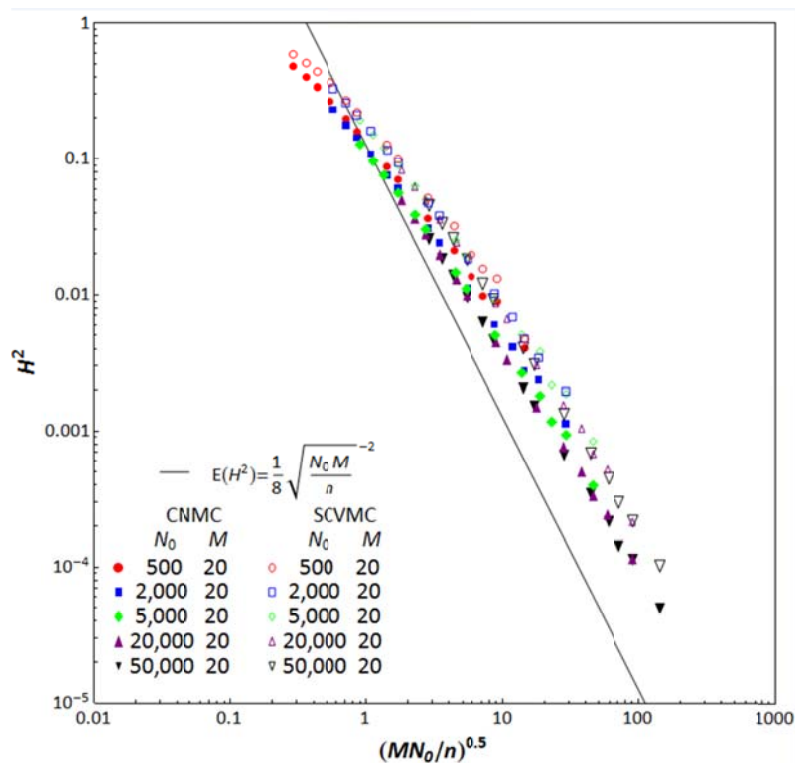 1
0.1
0.01
0.001
10⁻⁴
10⁻⁵
H²
0.01 0.1 1 10 100 1000
(MN₀/n)^0.5
E(H²)=1/8 √(N₀ M/n)⁻²
CNMC SCVMC
N₀ M N₀ M
500 20 500 20
2,000 20 2,000 20
5,000 20 5,000 20
20,000 20 20,000 20
50,000 20 50,000 20